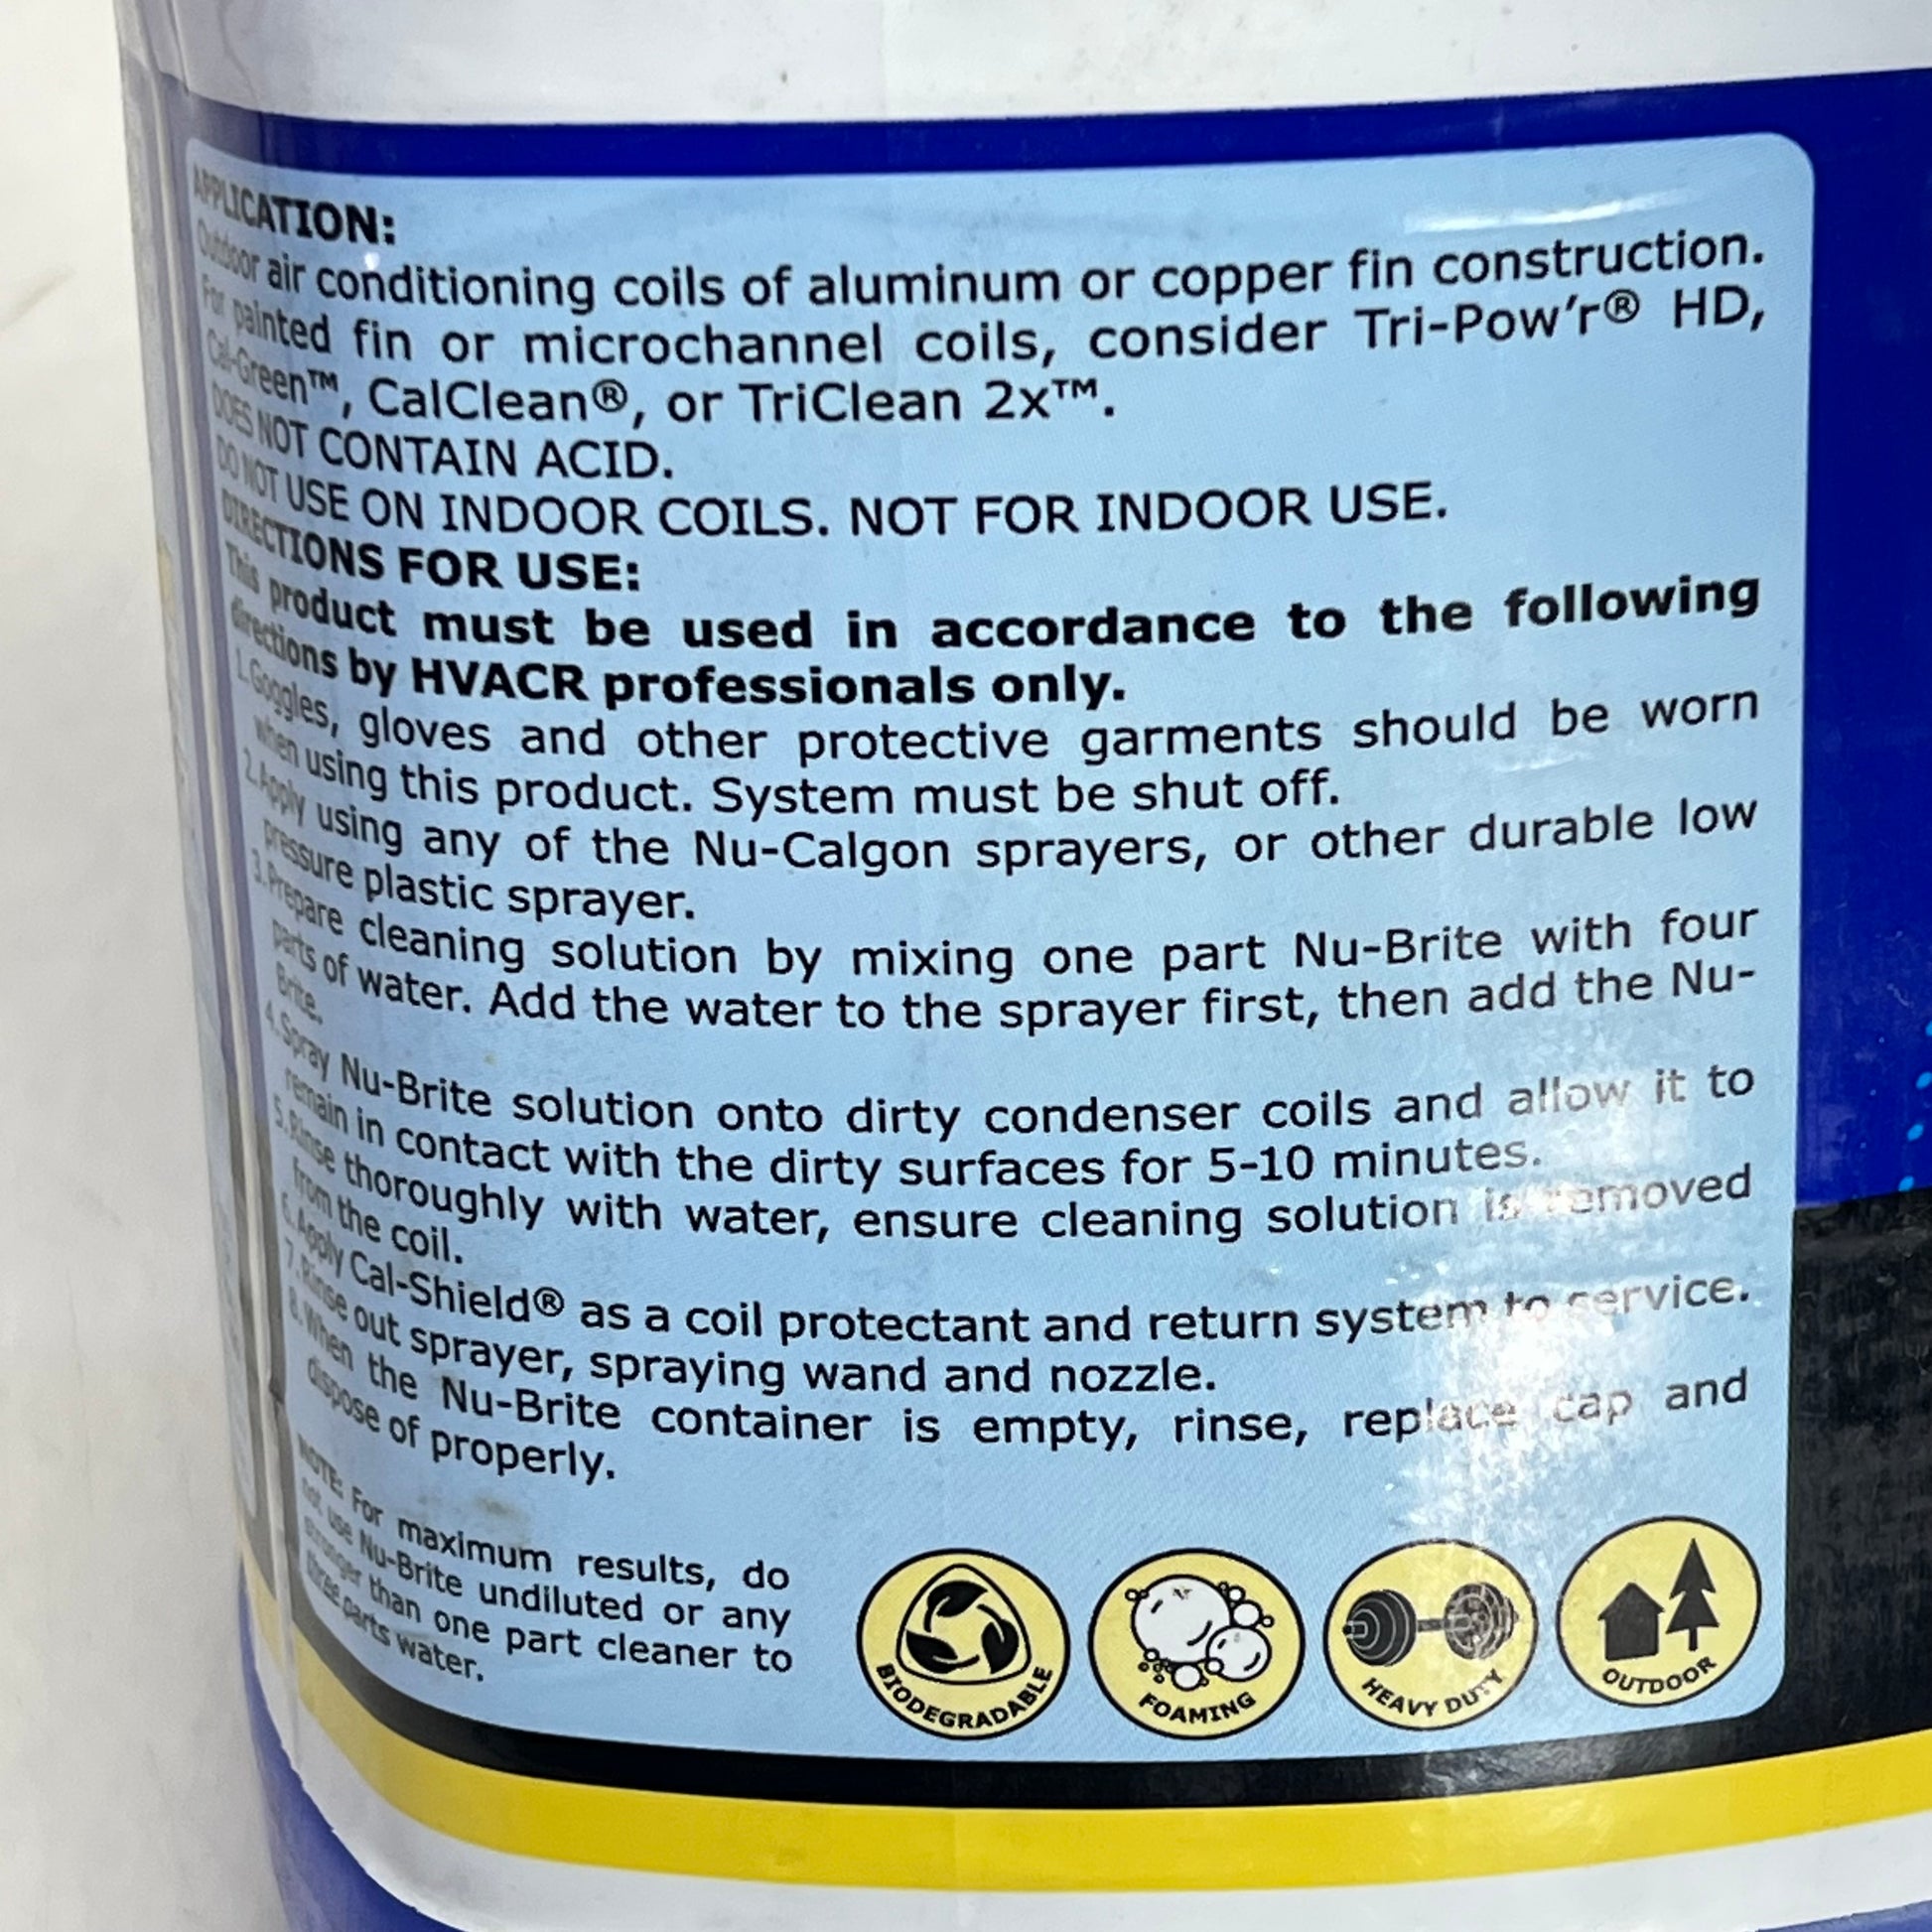 APPLICATION:
Outdoor air conditioning coils of aluminum or copper fin construction.
For painted fin or microchannel coils, consider Tri-Pow'r® HD,
Cal-Green™, CalClean®, or TriClean 2x™.
DOES NOT CONTAIN ACID.
DO NOT USE ON INDOOR COILS. NOT FOR INDOOR USE.
DIRECTIONS FOR USE:
This product must be used in accordance to the following
directions by HVACR professionals only.
1.Goggles, gloves and other protective garments should be worn
when using this product. System must be shut off.
2.Apply using any of the Nu-Calgon sprayers, or other durable low
pressure plastic sprayer.
3.Prepare cleaning solution by mixing one part Nu-Brite with four
parts of water. Add the water to the sprayer first, then add the Nu-
Brite.
4.Spray Nu-Brite solution onto dirty condenser coils and allow it to
remain in contact with the dirty surfaces for 5-10 minutes.
5.Rinse thoroughly with water, ensure cleaning solution is removed
from the coil.
6.Apply Cal-Shield® as a coil protectant and return system to service.
7.Rinse out sprayer, spraying wand and nozzle.
8.When the Nu-Brite container is empty, rinse, replace cap and
dispose of properly.
NOTE: For maximum results, do
not use Nu-Brite undiluted or any
stronger than one part cleaner to
three parts water.
BIODEGRADABLE
FOAMING
HEAVY DUTY
OUTDOOR